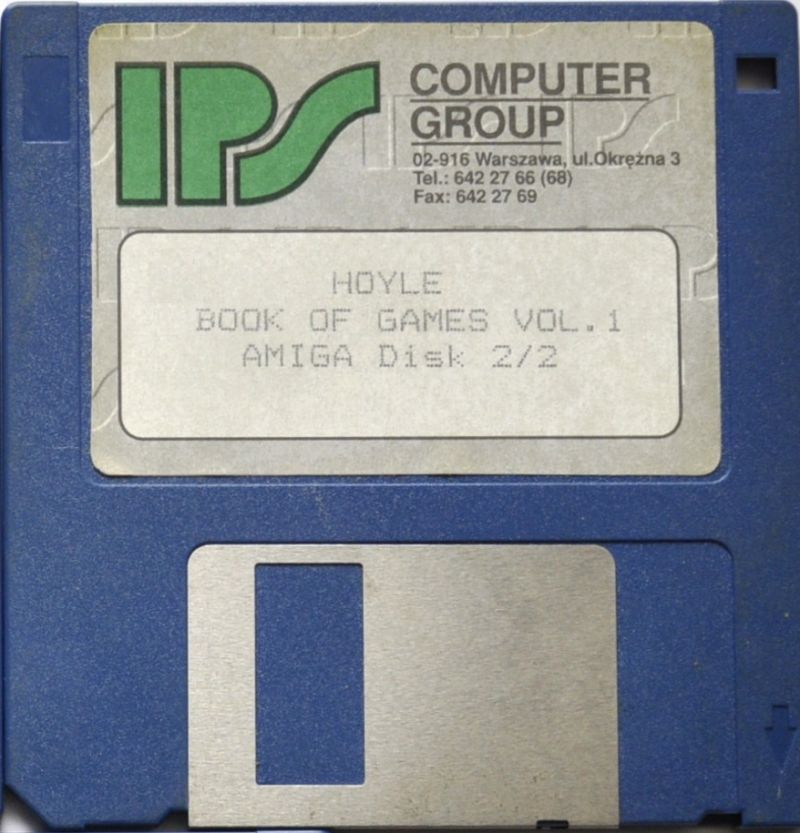 IPS
COMPUTER
GROUP
02-916 Warszawa, ul.Okrężna 3
Tel.: 642 27 66 (68)
Fax: 642 27 69
HOYLE
BOOK OF GAMES VOL.1
AMIGA Disk 2/2